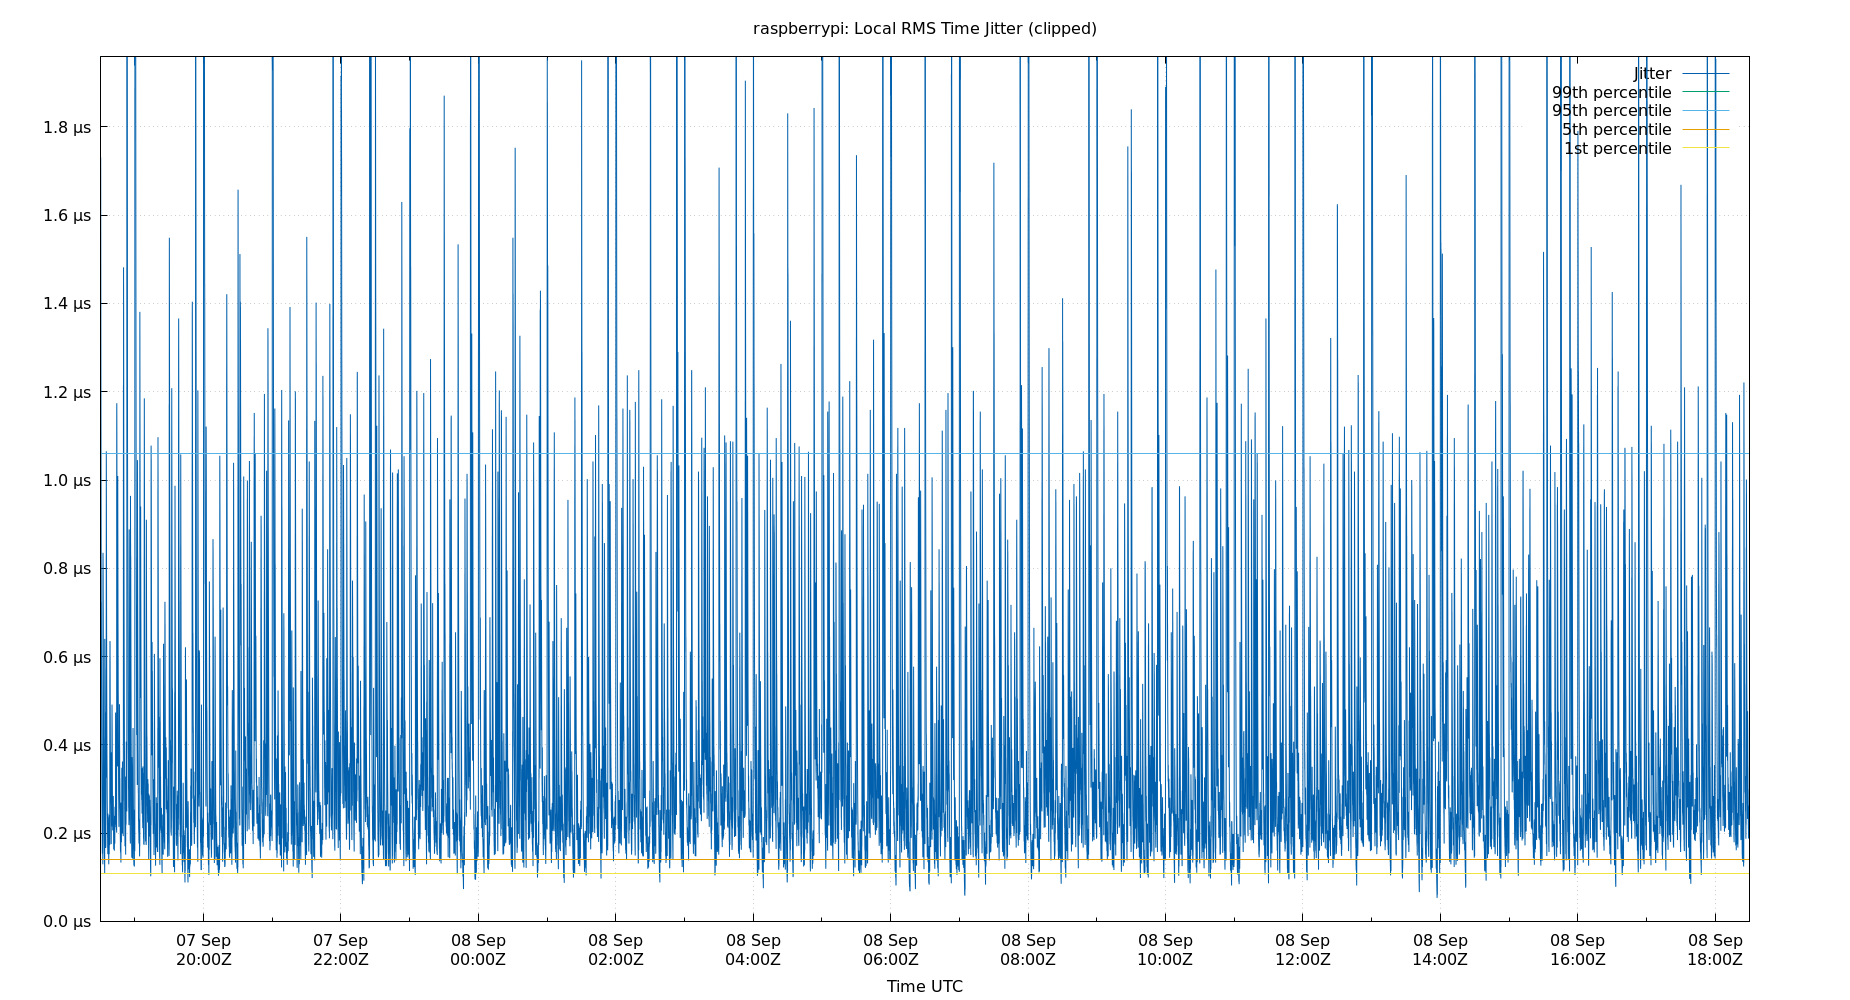 raspberrypi: Local RMS Time Jitter (clipped)
Jitter
99th percentile
95th percentile
5th percentile
1st percentile
1.8 µs
1.6 µs
1.4 µs
1.2 µs
1.0 µs
0.8 µs
0.6 µs
0.4 µs
0.2 µs
0.0 µs
07 Sep 07 Sep 08 Sep 08 Sep 08 Sep 08 Sep 08 Sep 08 Sep 08 Sep 08 Sep 08 Sep 08 Sep
20:00Z 22:00Z 00:00Z 02:00Z 04:00Z 06:00Z 08:00Z 10:00Z 12:00Z 14:00Z 16:00Z 18:00Z
Time UTC